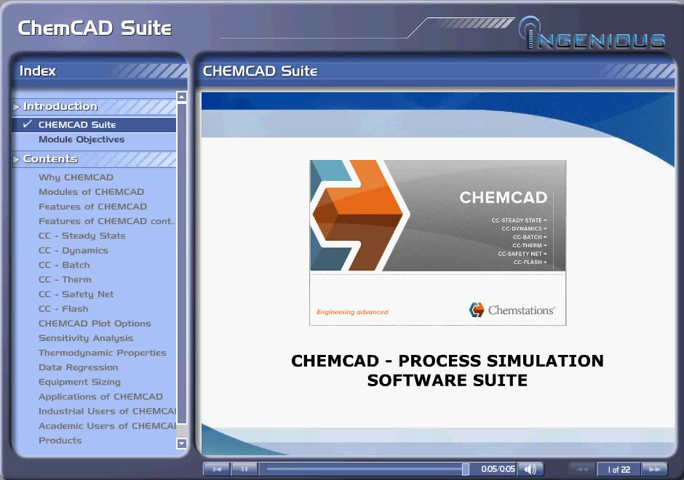 ChemCAD Suite
INGENIOUS
Index
CHEMCAD Suite
Introduction
CHEMCAD Suite
Module Objectives
Contents
Why CHEMCAD
Modules of CHEMCAD
Features of CHEMCAD
Features of CHEMCAD cont.
CC - Steady State
CC - Dynamics
CC - Batch
CC - Therm
CC - Safety Net
CC - Flash
CHEMCAD Plot Options
Sensitivity Analysis
Thermodynamic Properties
Data Regression
Equipment Sizing
Applications of CHEMCAD
Industrial Users of CHEMCA
Academic Users of CHEMCA
Products
CHEMCAD
CC-STEADY STATE +
CC-DYNAMICS +
CC-BATCH +
CC-THERM +
CC-SAFETY NET +
CC-FLASH +
Engineering advanced
Chemstations
CHEMCAD - PROCESS SIMULATION
SOFTWARE SUITE
INGENIOUS
0:05/0:05
1 of 22